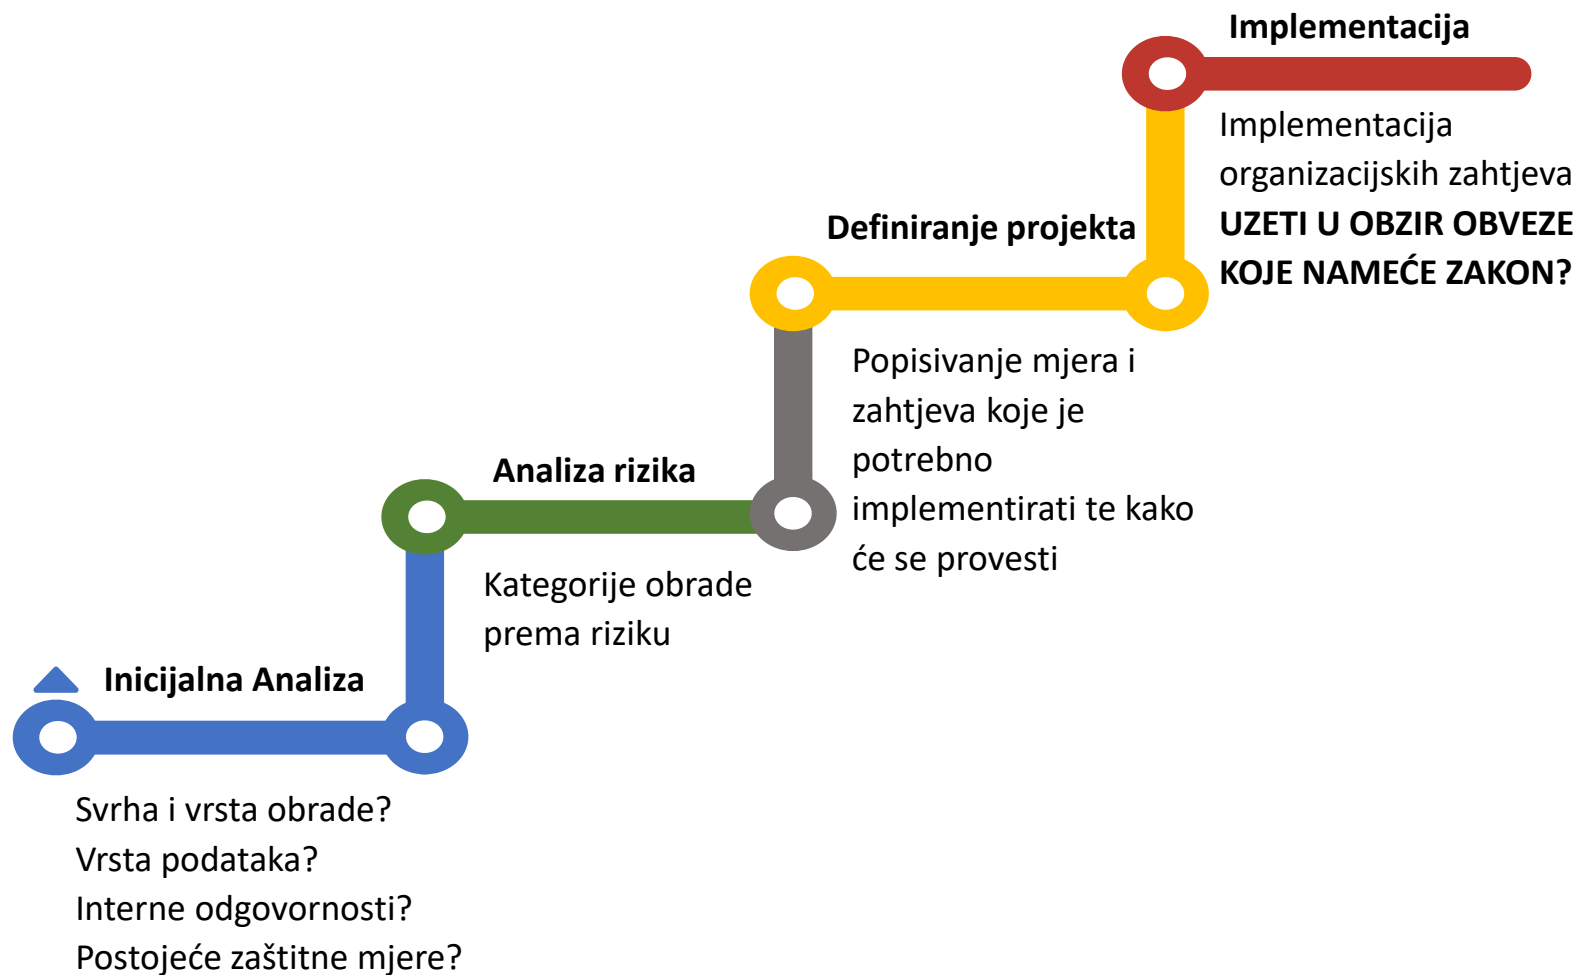 Implementacija
Implementacija
organizacijskih zahtjeva
UZETI U OBZIR OBVEZE
KOJE NAMEĆE ZAKON?
Definiranje projekta
Popisivanje mjera i
zahtjeva koje je
potrebno
implementirati te kako
će se provesti
Analiza rizika
Kategorije obrade
prema riziku
Inicijalna Analiza
Svrha i vrsta obrade?
Vrsta podataka?
Interne odgovornosti?
Postojeće zaštitne mjere?